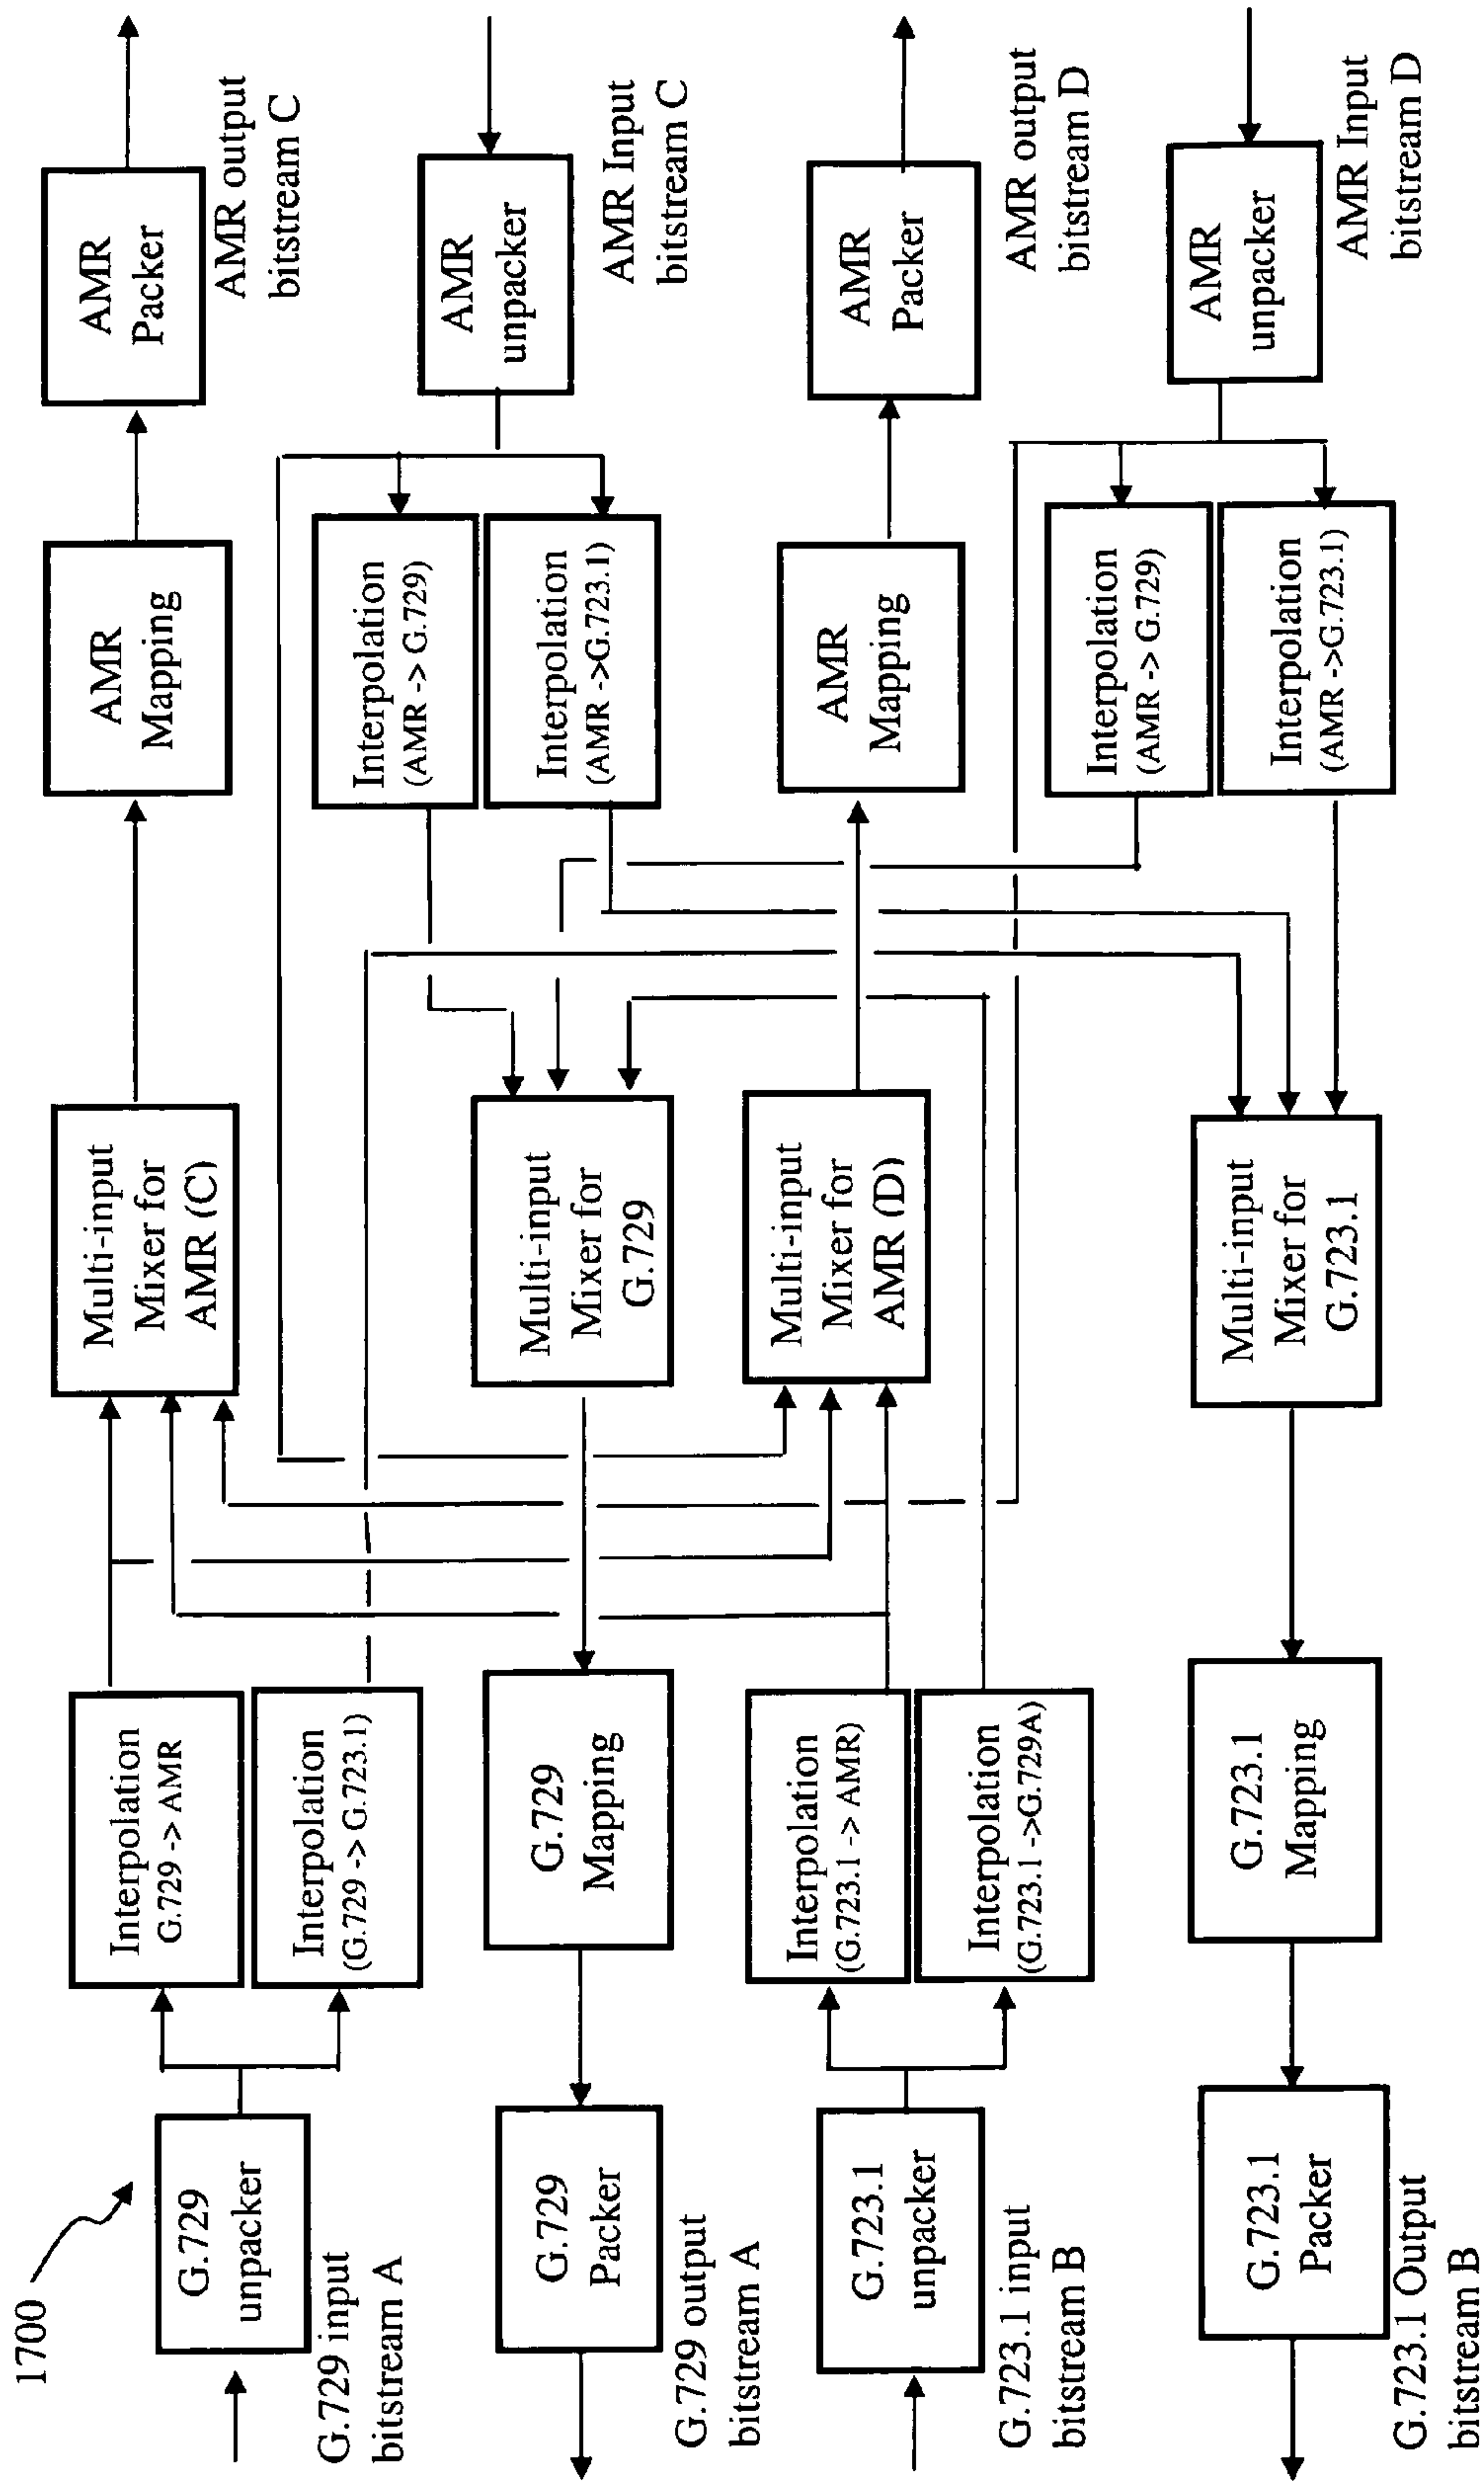 1700
G.729
unpacker
G.729 input
bitstream A
Interpolation
G.729 -> AMR
Interpolation
(G.729 -> G.723.1)
Multi-input
Mixer for
AMR (C)
AMR
Mapping
AMR
Packer
AMR output
bitstream C
G.729
Packer
G.729 output
bitstream A
G.729
Mapping
Multi-input
Mixer for
G.729
Interpolation
(AMR -> G.729)
Interpolation
(AMR ->G.723.1)
AMR
unpacker
AMR Input
bitstream C
G.723.1
unpacker
G.723.1 input
bitstream B
Interpolation
(G.723.1 -> AMR)
Interpolation
(G.723.1 ->G.729A)
Multi-input
Mixer for
AMR (D)
AMR
Mapping
AMR
Packer
AMR output
bitstream D
G.723.1
Packer
G.723.1 Output
bitstream B
G.723.1
Mapping
Multi-input
Mixer for
G.723.1
Interpolation
(AMR -> G.729)
Interpolation
(AMR ->G.723.1)
AMR
unpacker
AMR Input
bitstream D